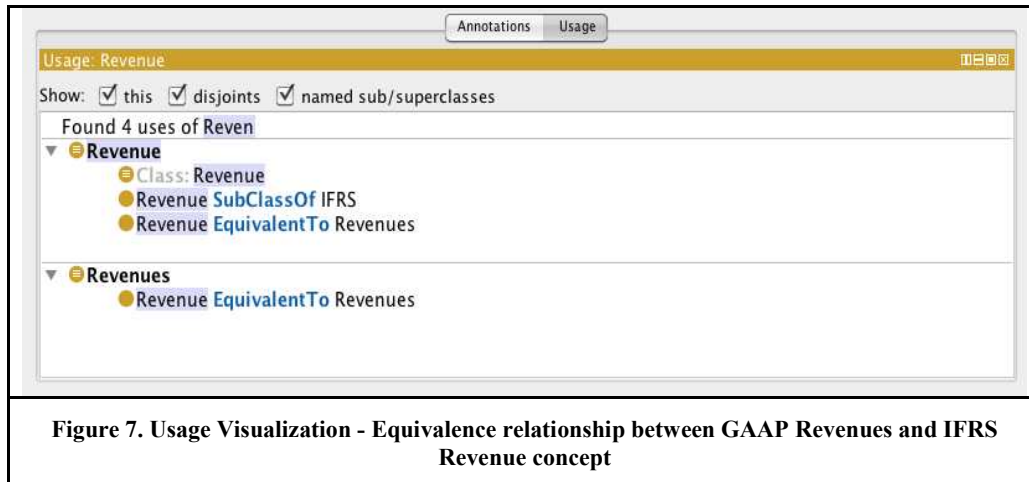 Annotations Usage
Usage: Revenue
Show: this disjoints named sub/superclasses
Found 4 uses of Reven
Revenue
Class: Revenue
Revenue SubClassOf IFRS
Revenue EquivalentTo Revenues
Revenues
Revenue EquivalentTo Revenues
Figure 7. Usage Visualization - Equivalence relationship between GAAP Revenues and IFRS
Revenue concept